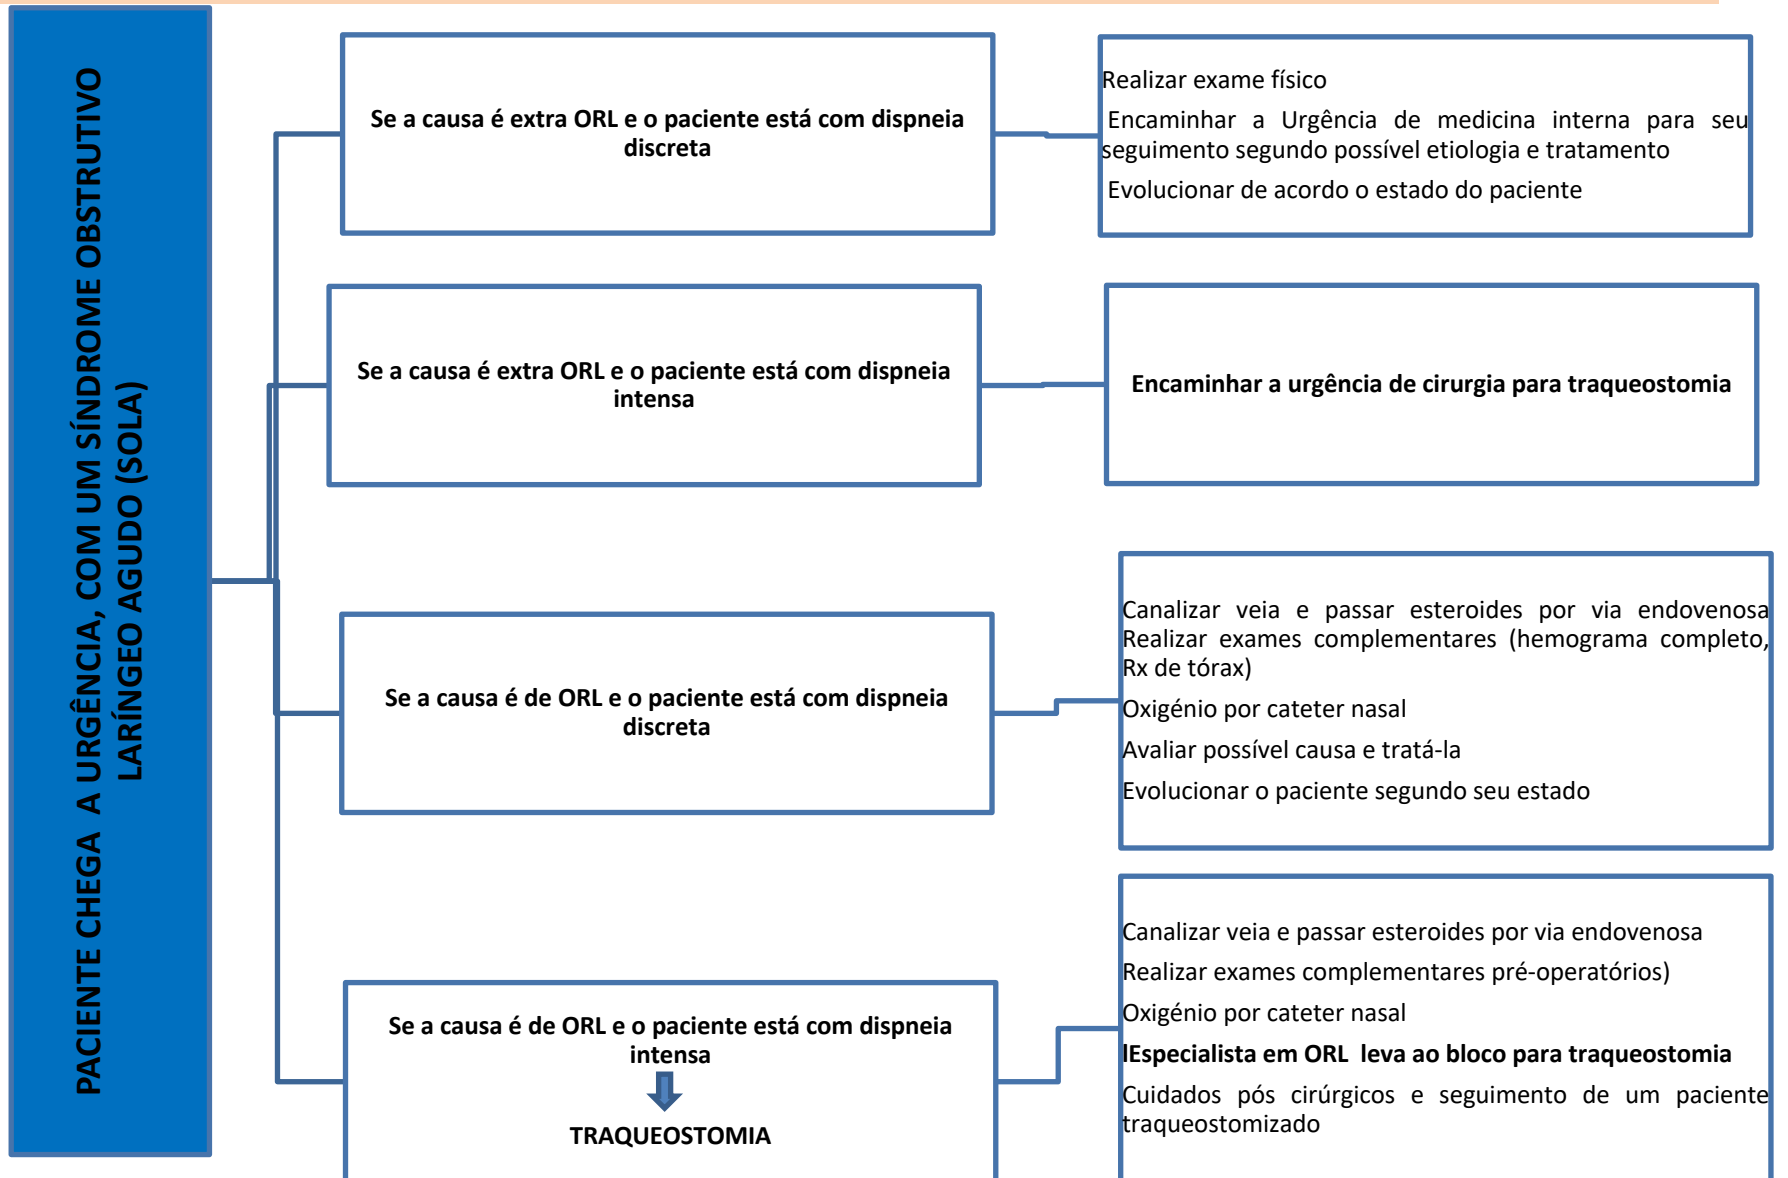 PACIENTE CHEGA A URGÊNCIA, COM UM SÍNDROME OBSTRUTIVO
LARÍNGEO AGUDO (SOLA)
Se a causa é extra ORL e o paciente está com dispneia
discreta
Realizar exame físico
Encaminhar a Urgência de medicina interna para seu
seguimento segundo possível etiologia e tratamento
Evolucionar de acordo o estado do paciente
Se a causa é extra ORL e o paciente está com dispneia
intensa
Encaminhar a urgência de cirurgia para traqueostomia
Se a causa é de ORL e o paciente está com dispneia
discreta
Canalizar veia e passar esteroides por via endovenosa
Realizar exames complementares (hemograma completo,
Rx de tórax)
Oxigénio por cateter nasal
Avaliar possível causa e tratá-la
Evolucionar o paciente segundo seu estado
Se a causa é de ORL e o paciente está com dispneia
intensa
TRAQUEOSTOMIA
Canalizar veia e passar esteroides por via endovenosa
Realizar exames complementares pré-operatórios)
Oxigénio por cateter nasal
lEspecialista em ORL leva ao bloco para traqueostomia
Cuidados pós cirúrgicos e seguimento de um paciente
traqueostomizado